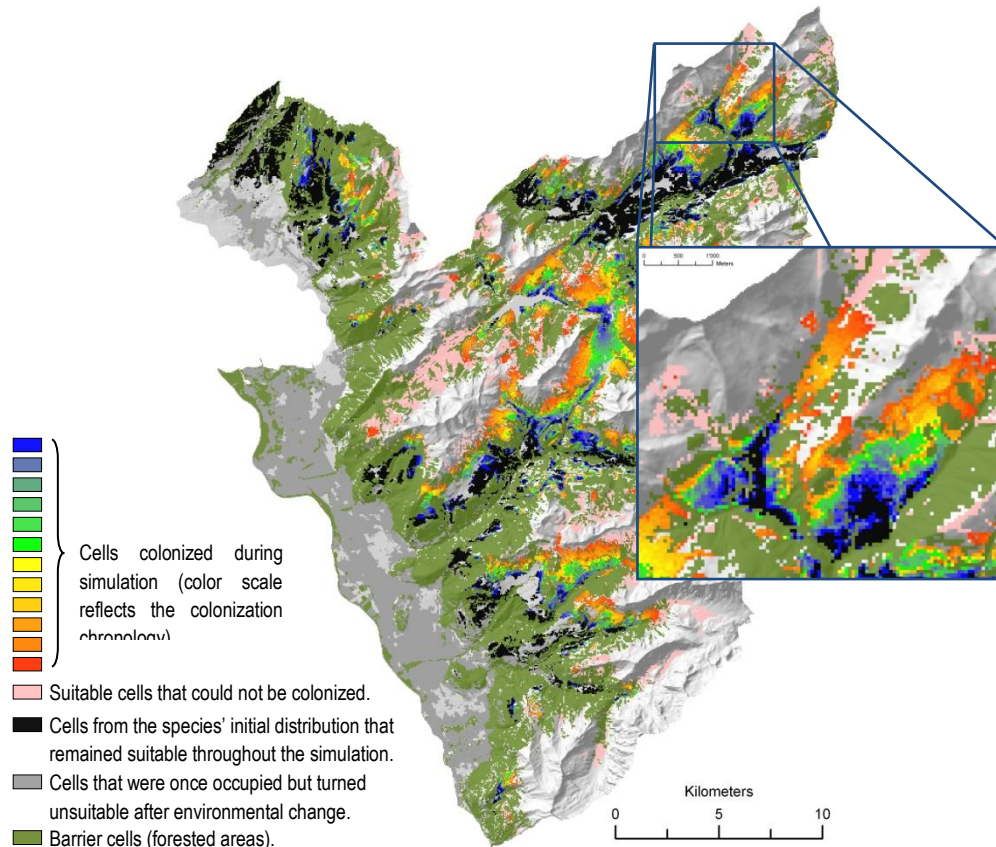 0 500 1'000
Meters
Cells colonized during
simulation (color scale
reflects the colonization
chronology)
Suitable cells that could not be colonized.
Cells from the species' initial distribution that
remained suitable throughout the simulation.
Cells that were once occupied but turned
unsuitable after environmental change.
Barrier cells (forested areas).
Kilometers
0 5 10